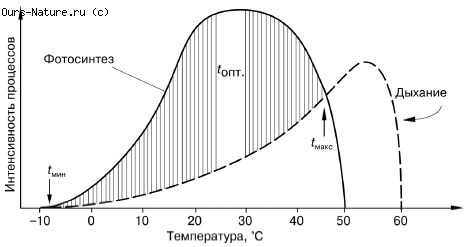 Ours-Nature.ru (c)
Интенсивность процессов
Фотосинтез
tопт.
Дыхание
tмакс
tмин
−10 0 10 20 30 40 50 60
Температура, °C